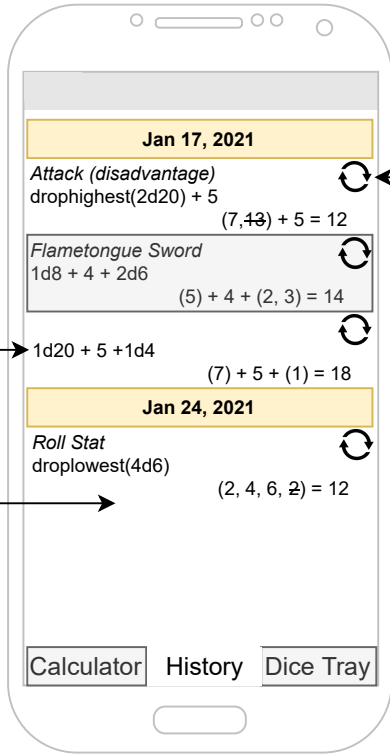 Jan 17, 2021
Attack (disadvantage)
drophighest(2d20) + 5
(7,13) + 5 = 12
Flametongue Sword
1d8 + 4 + 2d6
(5) + 4 + (2, 3) = 14
1d20 + 5 +1d4
(7) + 5 + (1) = 18
Jan 24, 2021
Roll Stat
droplowest(4d6)
(2, 4, 6, 2) = 12
Calculator History Dice Tray